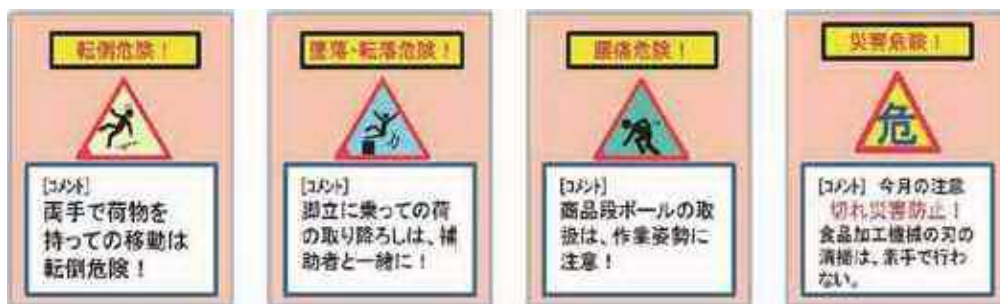 転倒危険！
[コメント]
両手で荷物を
持っての移動は
転倒危険！
墜落・転落危険！
[コメント]
脚立に乗っての荷
の取り降ろしは、補
助者と一緒に！
腰痛危険！
[コメント]
商品段ボールの取
扱は、作業姿勢に
注意！
災害危険！
危
[コメント] 今月の注意
切れ災害防止！
食品加工機械の刃の
清掃は、素手で行わ
ない。